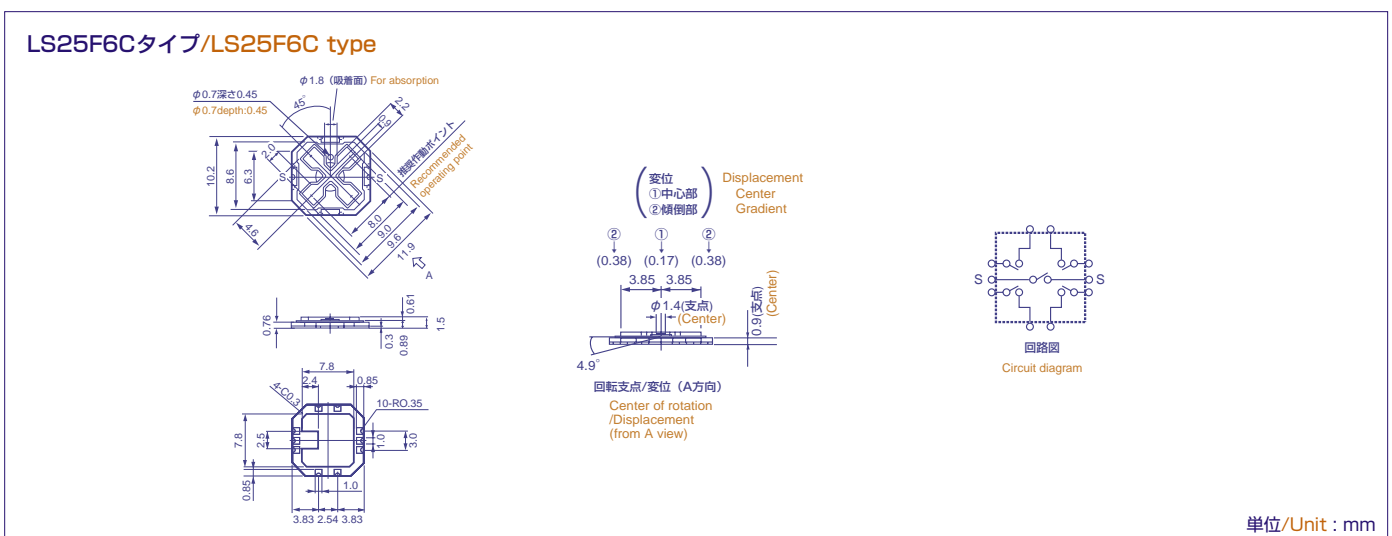 LS25F6Cタイプ/LS25F6C type
φ1.8（吸着面）For absorption
φ0.7深さ0.45
φ0.7depth:0.45
45°
2.2
0.9
推奨作動ポイント
Recommended
operating point
10.2
8.6
6.3
2.0
S
S
4.6
8.0
9.0
9.6
11.9
A
0.76
0.61
1.5
0.3
0.89
7.8
2.4
0.85
4-C0.3
10-RO.35
7.8
2.5
1.0
3.0
0.85
1.0
3.83 2.54 3.83
変位 Displacement
①中心部 Center
②傾倒部 Gradient
② ① ②
(0.38) (0.17) (0.38)
3.85 3.85
φ1.4(支点)
(Center)
0.9(支点)
(Center)
4.9°
回転支点/変位（A方向）
Center of rotation
/Displacement
(from A view)
S
S
回路図
Circuit diagram
単位/Unit : mm